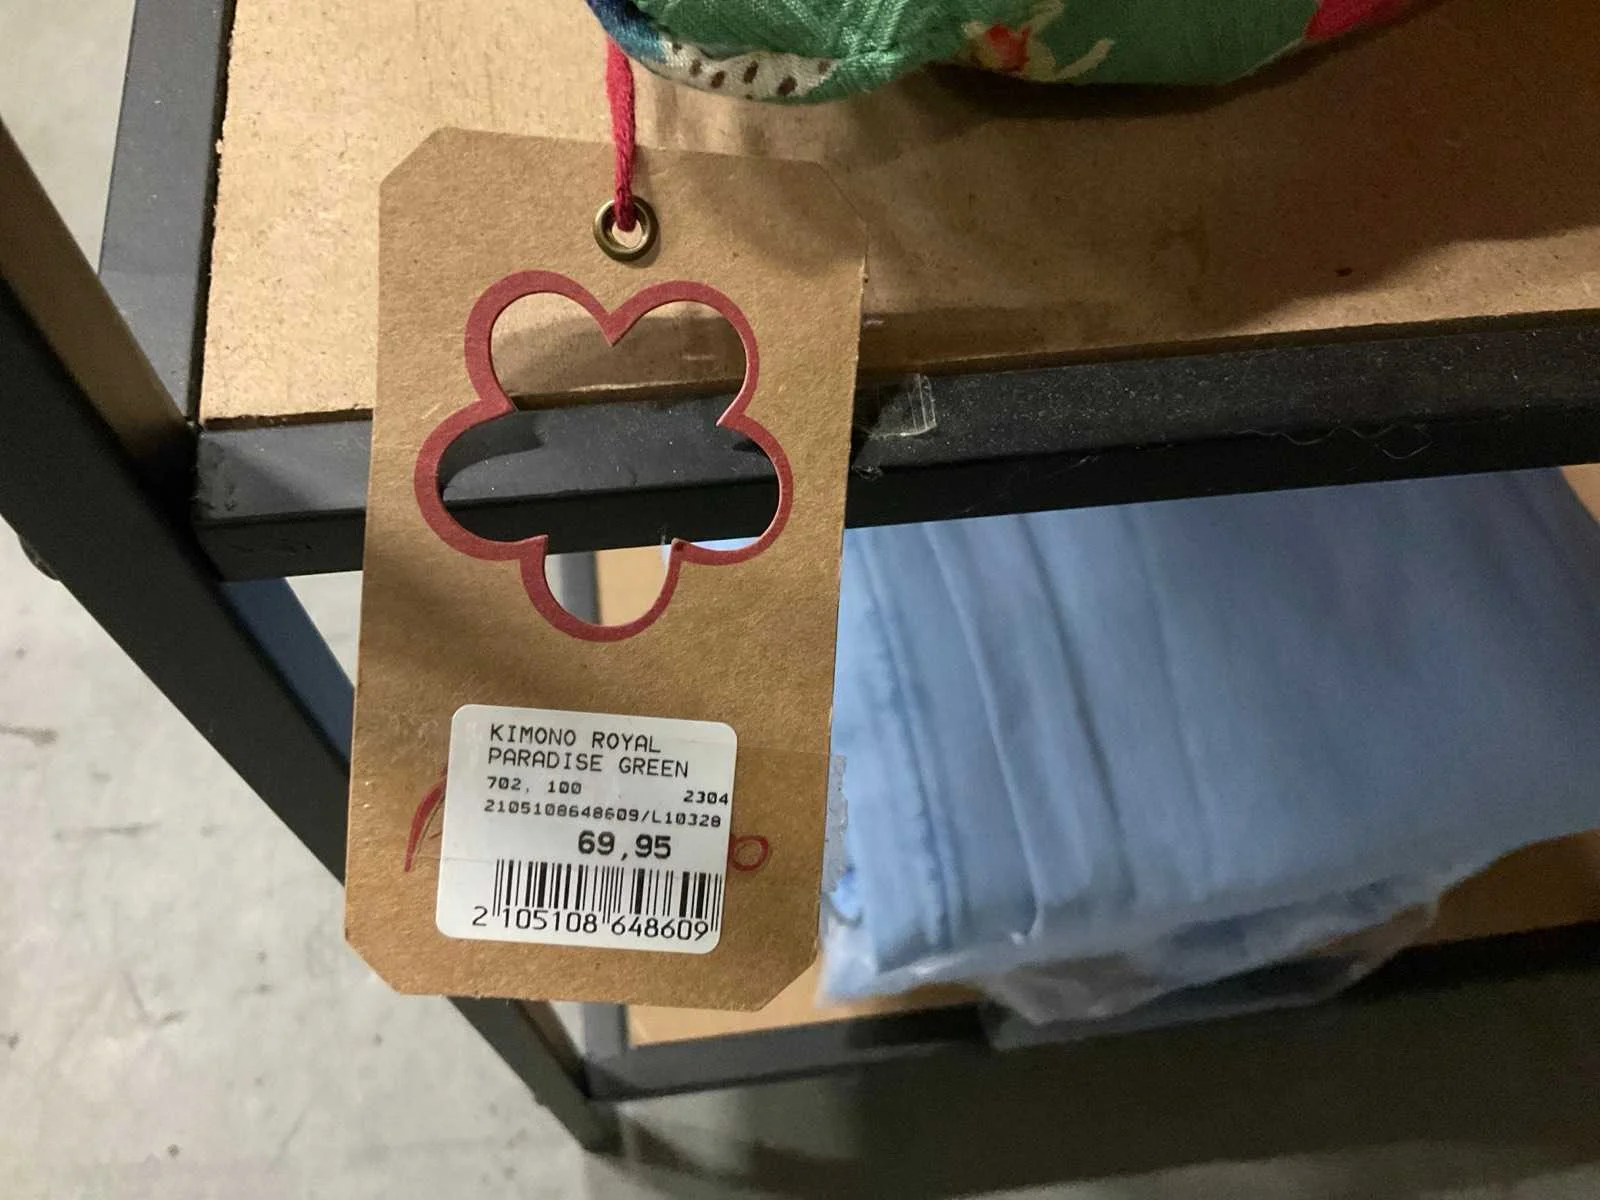 KIMONO ROYAL
PARADISE GREEN
702, 100 2304
2105108648609/L10328
69,95
2 105108 648609